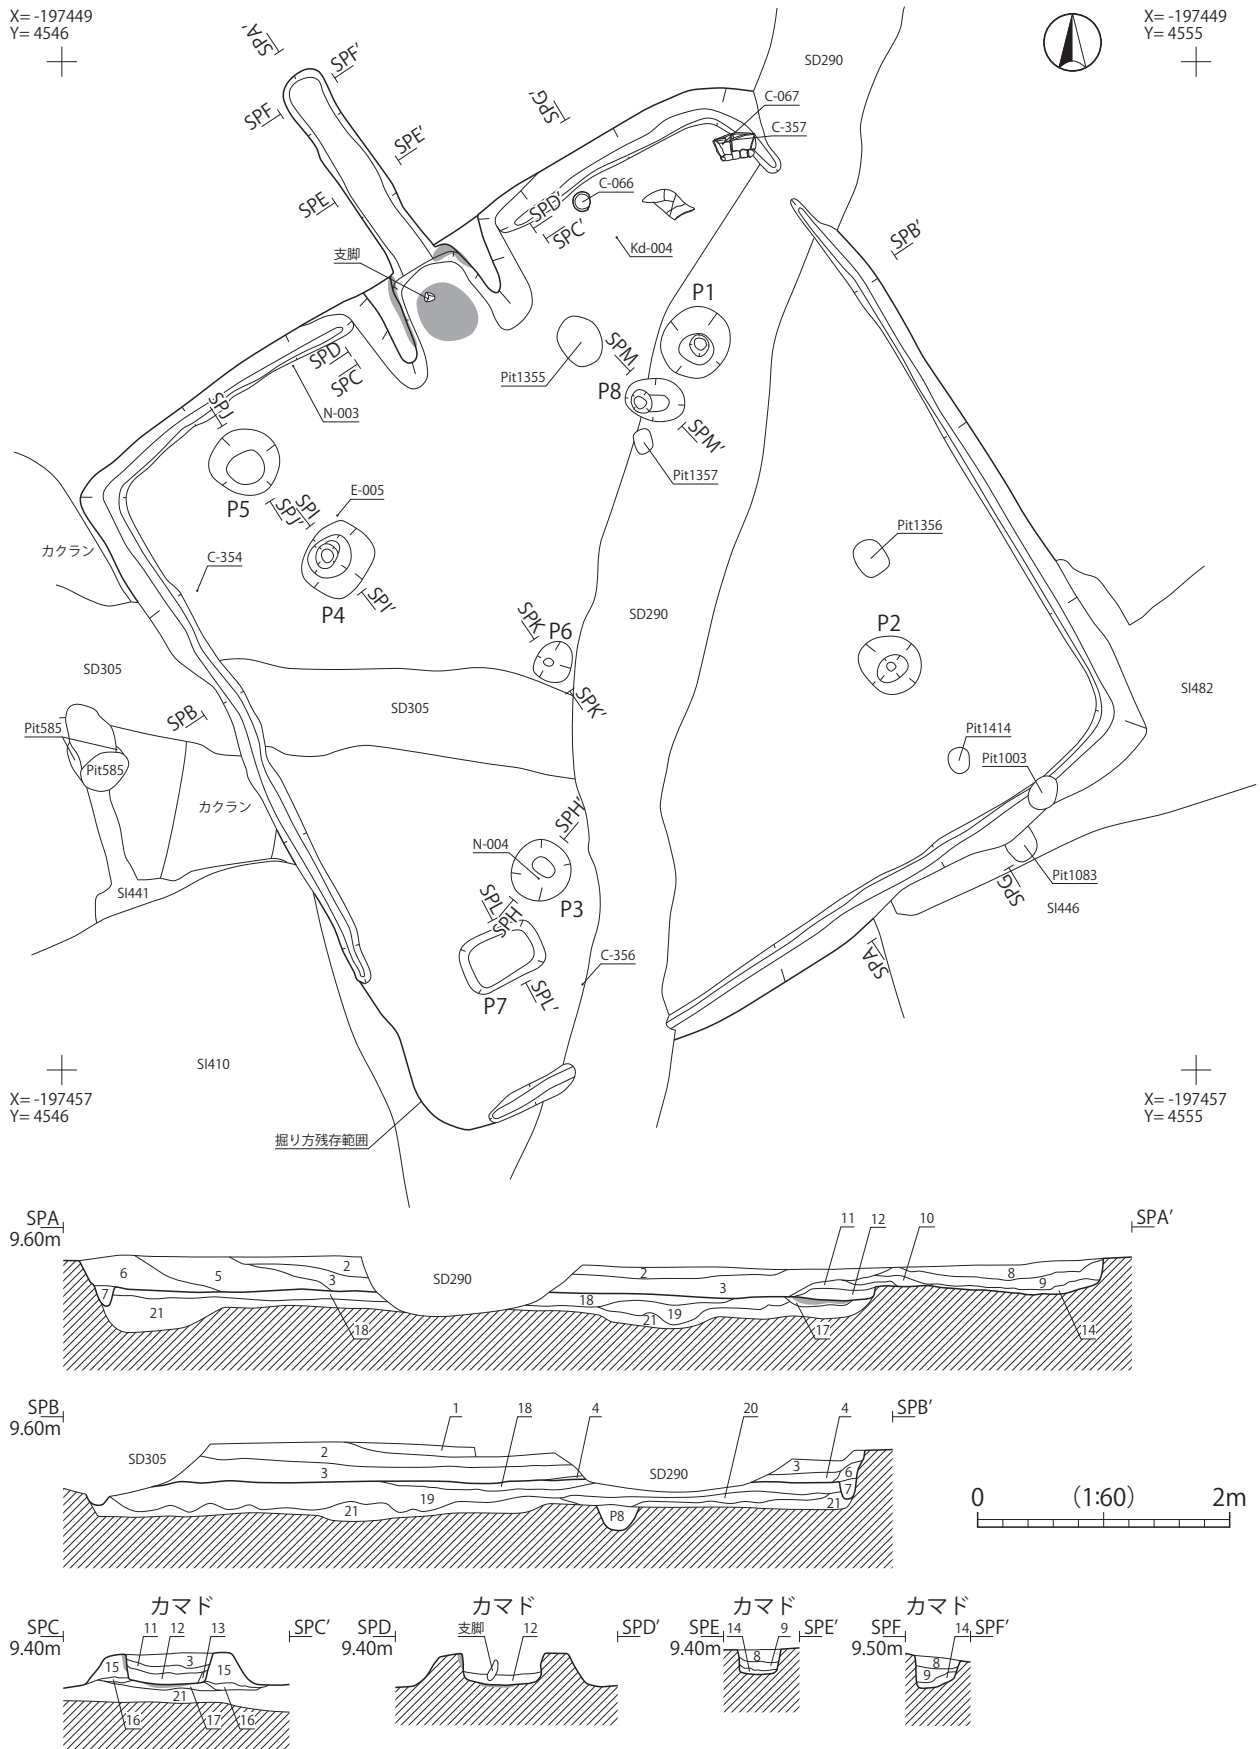 X= -197449
Y= 4546
X= -197449
Y= 4555
SPA’
SPF’
SPF
SPG’
SD290
C-067
C-357
SPE’
SPE
C-066
SPD’
SPC’
Kd-004
SPB’
支脚
P1
SPD
SPC
N-003
Pit1355
SPM
P8
SPM’
Pit1357
SPJ
P5
SPJ’
SPI
E-005
カクラン
C-354
P4
SPI’
Pit1356
SPK
P6
SD290
P2
SPK’
SD305
SD305
SPB
SI482
Pit585
Pit585
Pit1414
Pit1003
カクラン
SPH’
N-004
SI441
P3
SPL
SPH
Pit1083
SPG
SI446
C-356
SPA
P7
SPL’
SI410
X= -197457
Y= 4546
X= -197457
Y= 4555
掘り方残存範囲
SPA
9.60m
SPA’
11
12
10
6
5
2
3
SD290
2
3
8
9
7
21
18
18
19
21
17
14
SPB
9.60m
SPB’
1
18
4
20
4
SD305
2
3
SD290
3
6
7
19
21
21
P8
0
（1:60）
2m
カマド
SPC
9.40m
SPC’
11
12
13
3
15
15
21
16
17
16
カマド
SPD
9.40m
SPD’
支脚
12
カマド
SPE
9.40m
SPE’
14
9
8
カマド
SPF
9.50m
SPF’
14
8
9